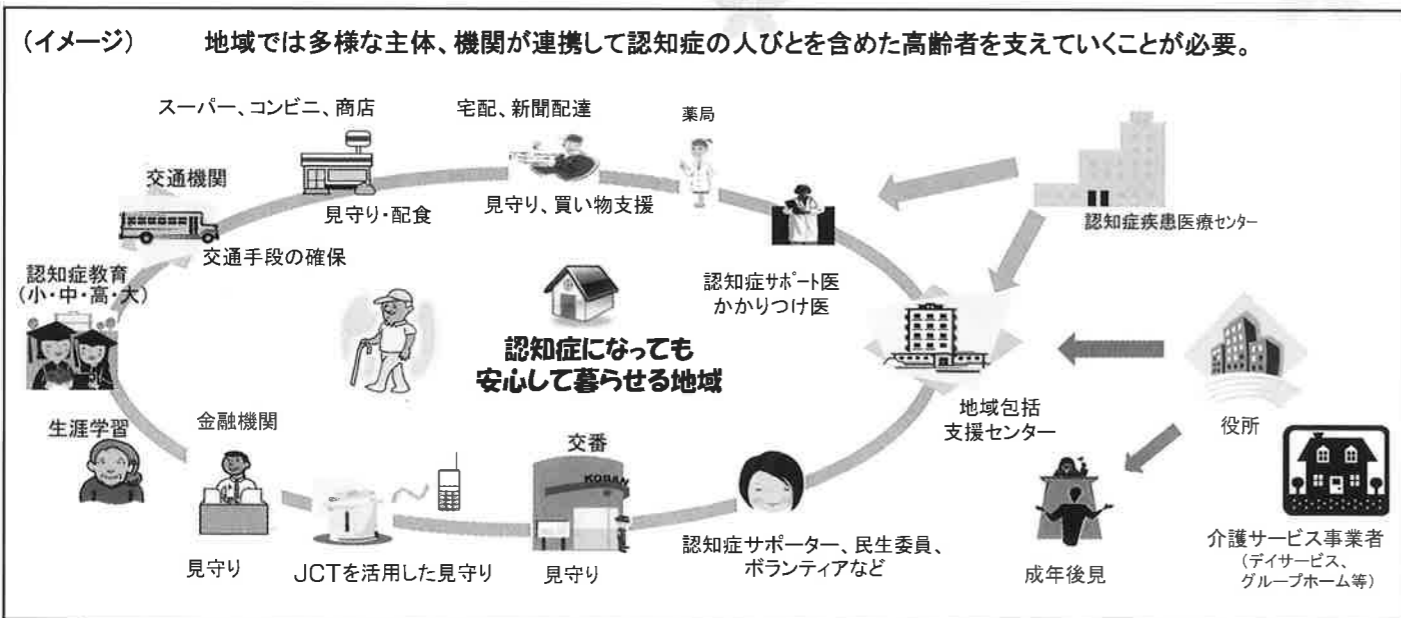 （イメージ）　地域では多様な主体、機関が連携して認知症の人びとを含めた高齢者を支えていくことが必要。
スーパー、コンビニ、商店
宅配、新聞配達
薬局
交通機関
見守り・配食
見守り、買い物支援
交通手段の確保
認知症疾患医療センター
認知症教育
（小・中・高・大）
認知症サポート医
かかりつけ医
認知症になっても
安心して暮らせる地域
地域包括
支援センター
役所
生涯学習
金融機関
交番
KOBAN
見守り
JCTを活用した見守り
見守り
認知症サポーター、民生委員、
ボランティアなど
成年後見
介護サービス事業者
（デイサービス、
グループホーム等）